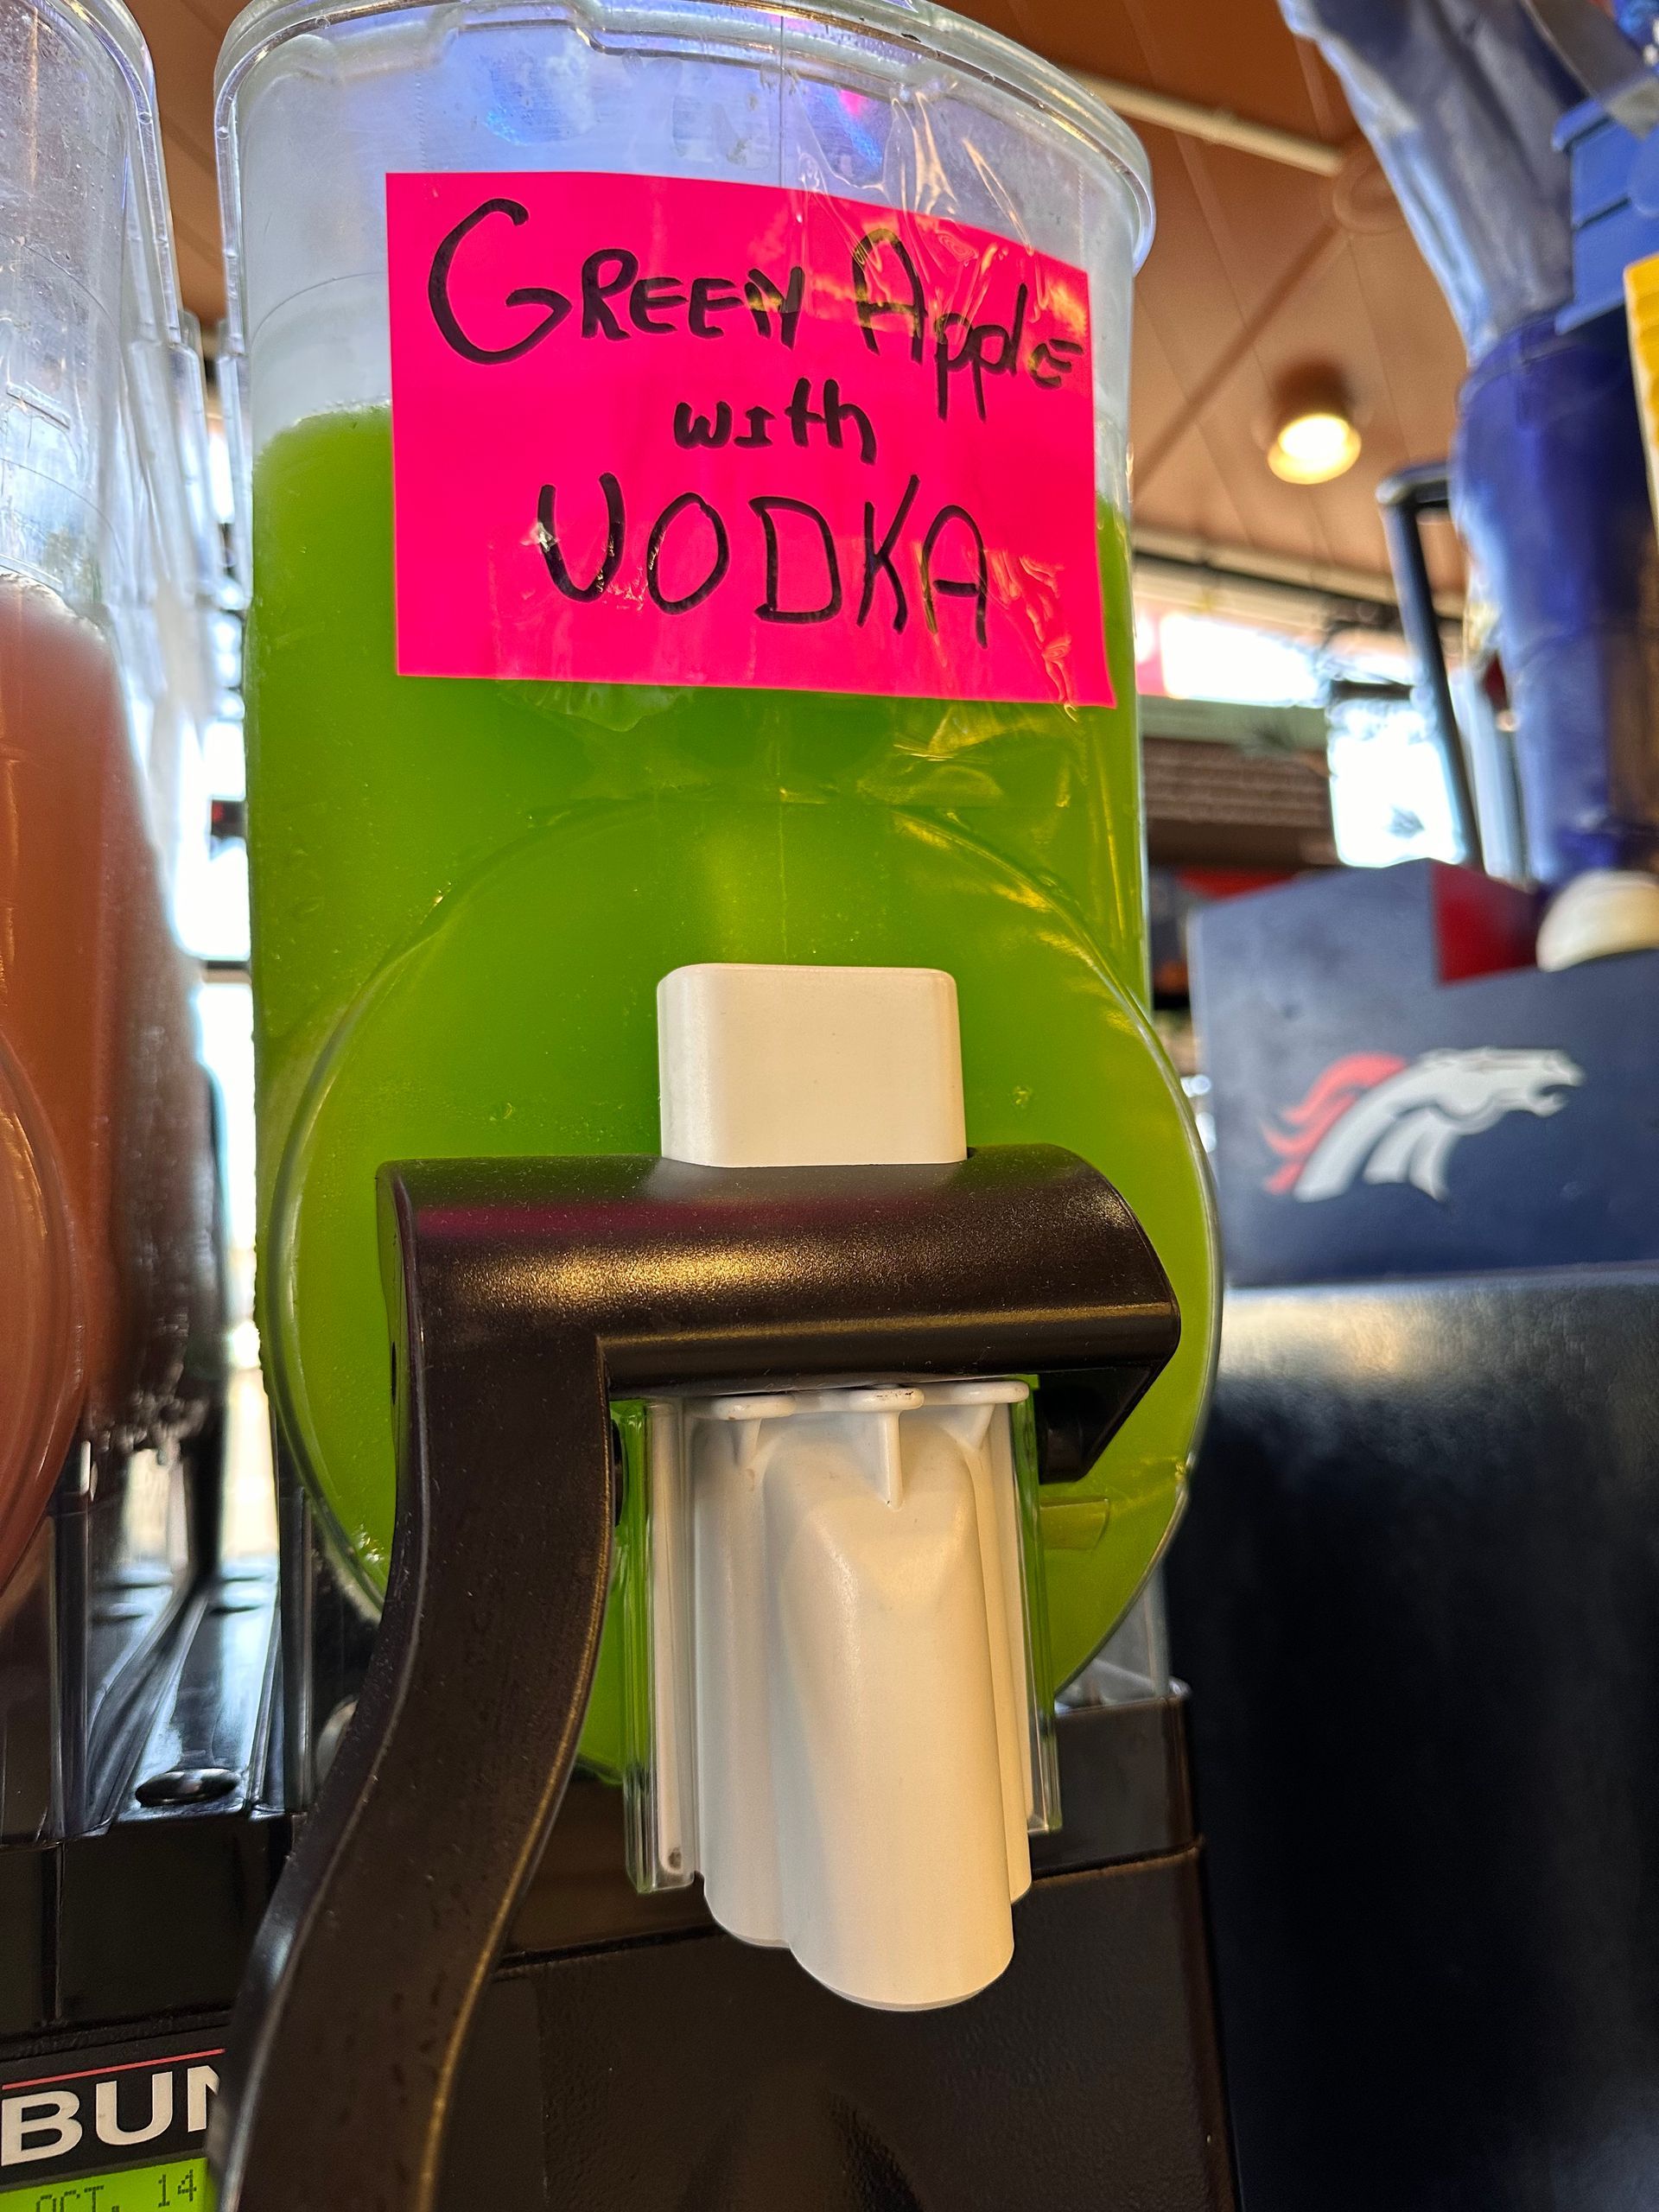 GREEN Apple
with
VODKA
BUN
OCT. 14